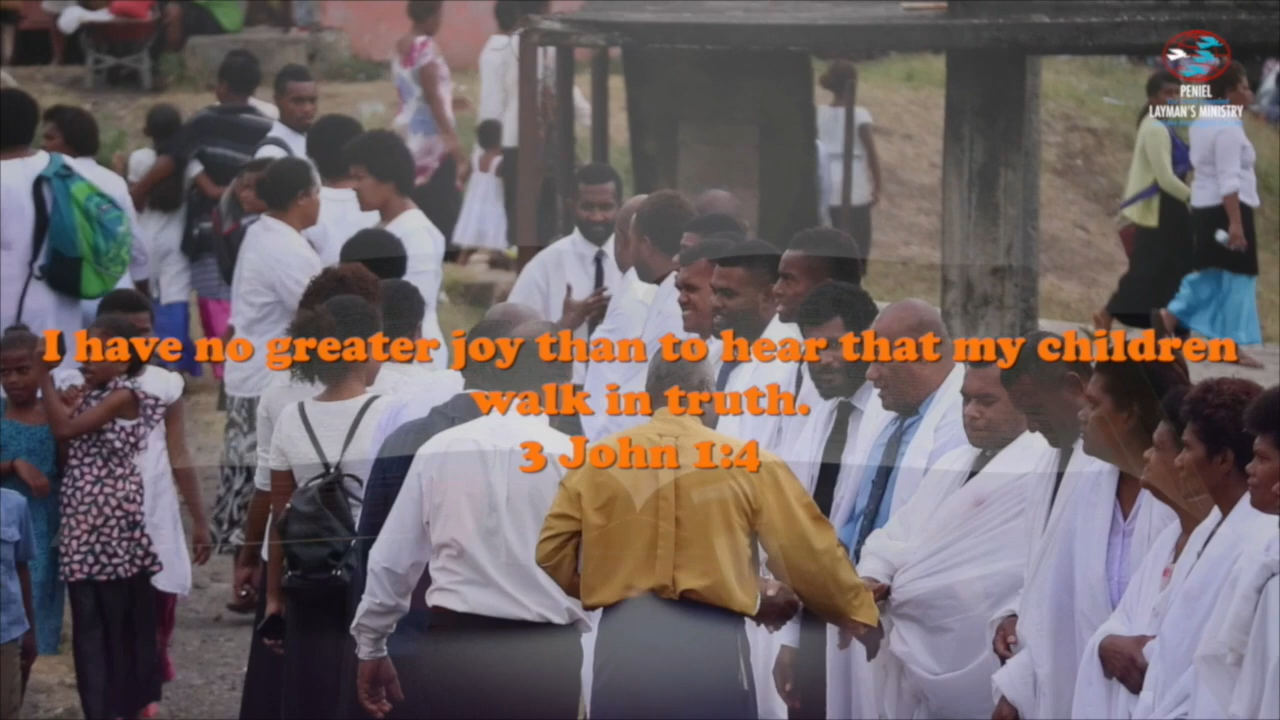 PENIEL
LAYMAN'S MINISTRY
I have no greater joy than to hear that my children
walk in truth.
3 John 1:4